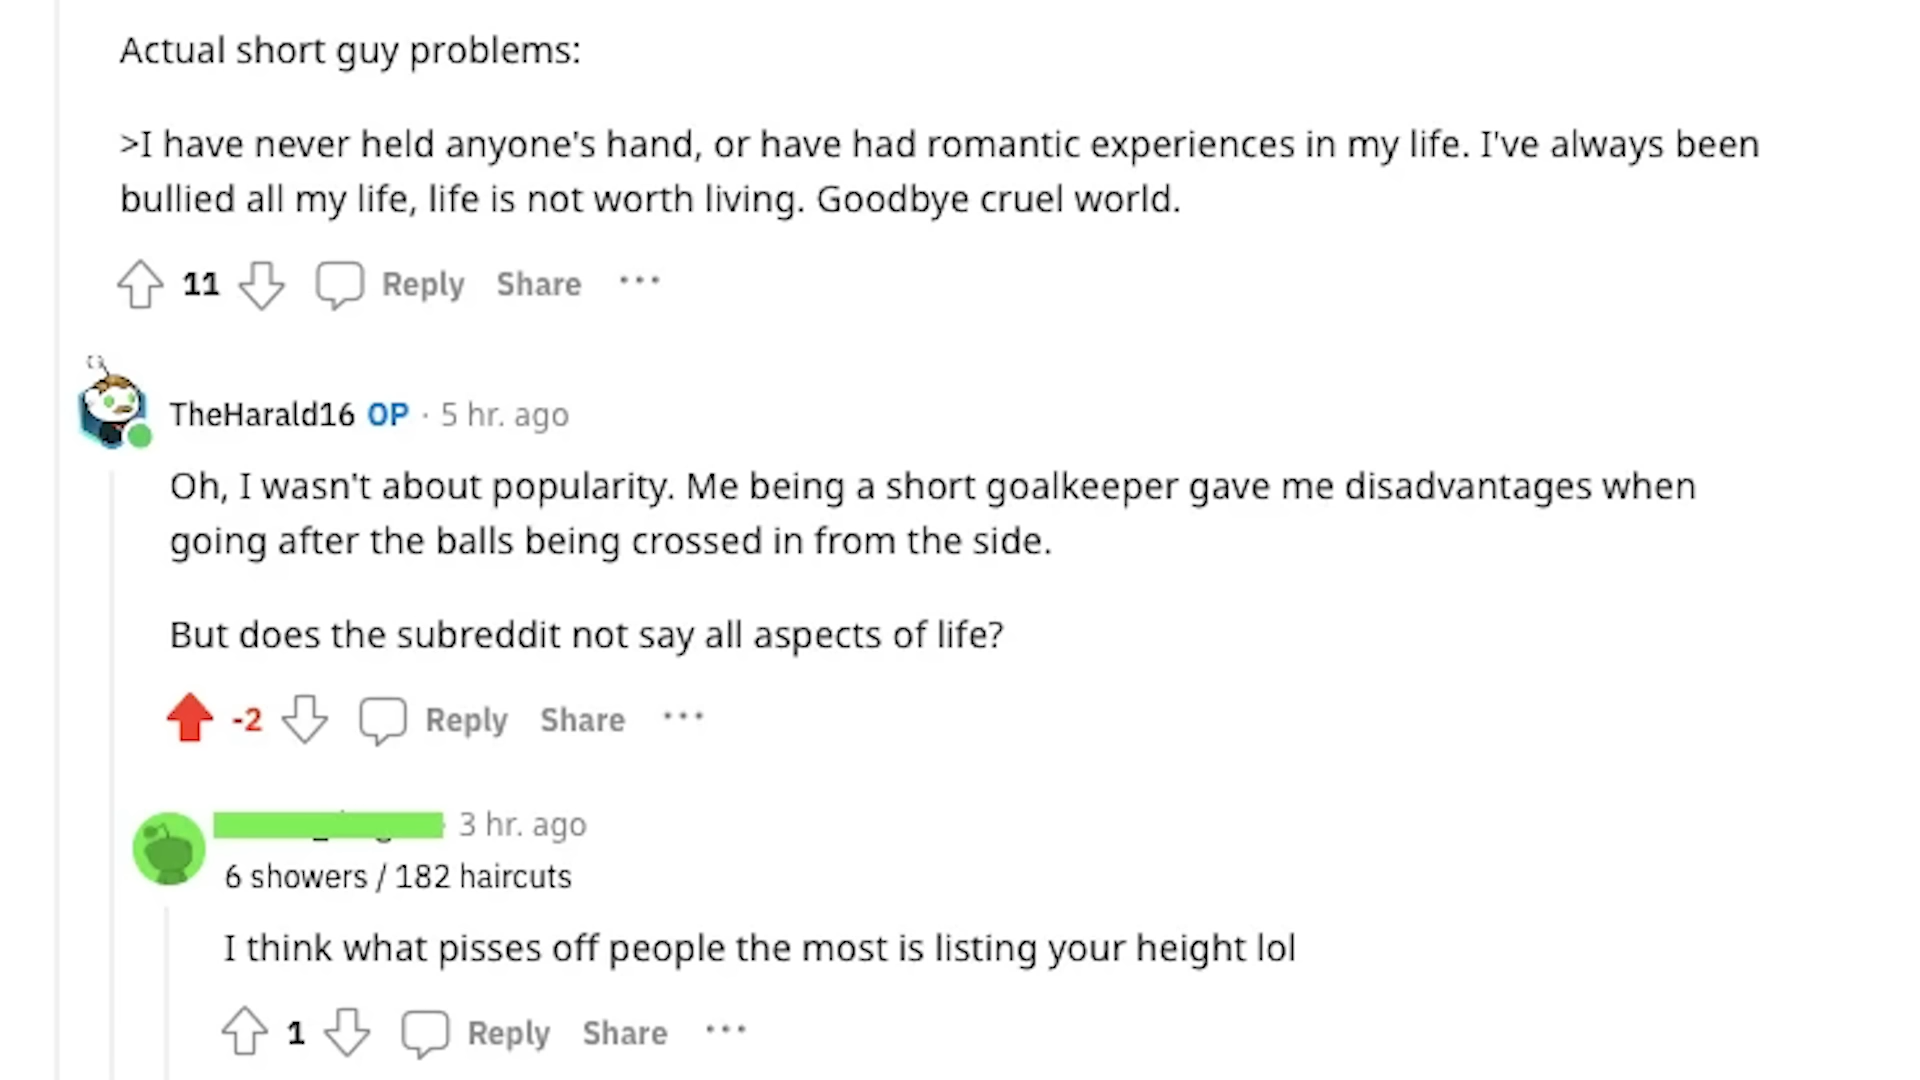 Actual short guy problems:
>I have never held anyone's hand, or have had romantic experiences in my life. I've always been
bullied all my life, life is not worth living. Goodbye cruel world.
11 Reply Share ···
TheHarald16 OP · 5 hr. ago
Oh, I wasn't about popularity. Me being a short goalkeeper gave me disadvantages when
going after the balls being crossed in from the side.
But does the subreddit not say all aspects of life?
-2 Reply Share ···
3 hr. ago
6 showers / 182 haircuts
I think what pisses off people the most is listing your height lol
1 Reply Share ···